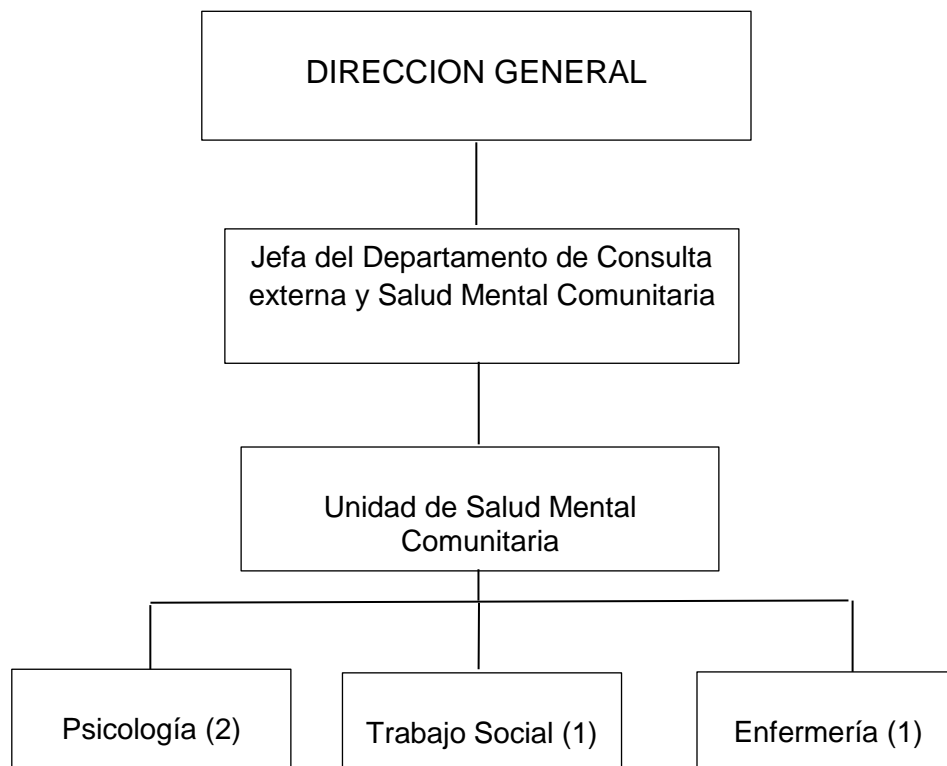 DIRECCION GENERAL
Jefa del Departamento de Consulta
externa y Salud Mental Comunitaria
Unidad de Salud Mental
Comunitaria
Psicología (2)
Trabajo Social (1)
Enfermería (1)